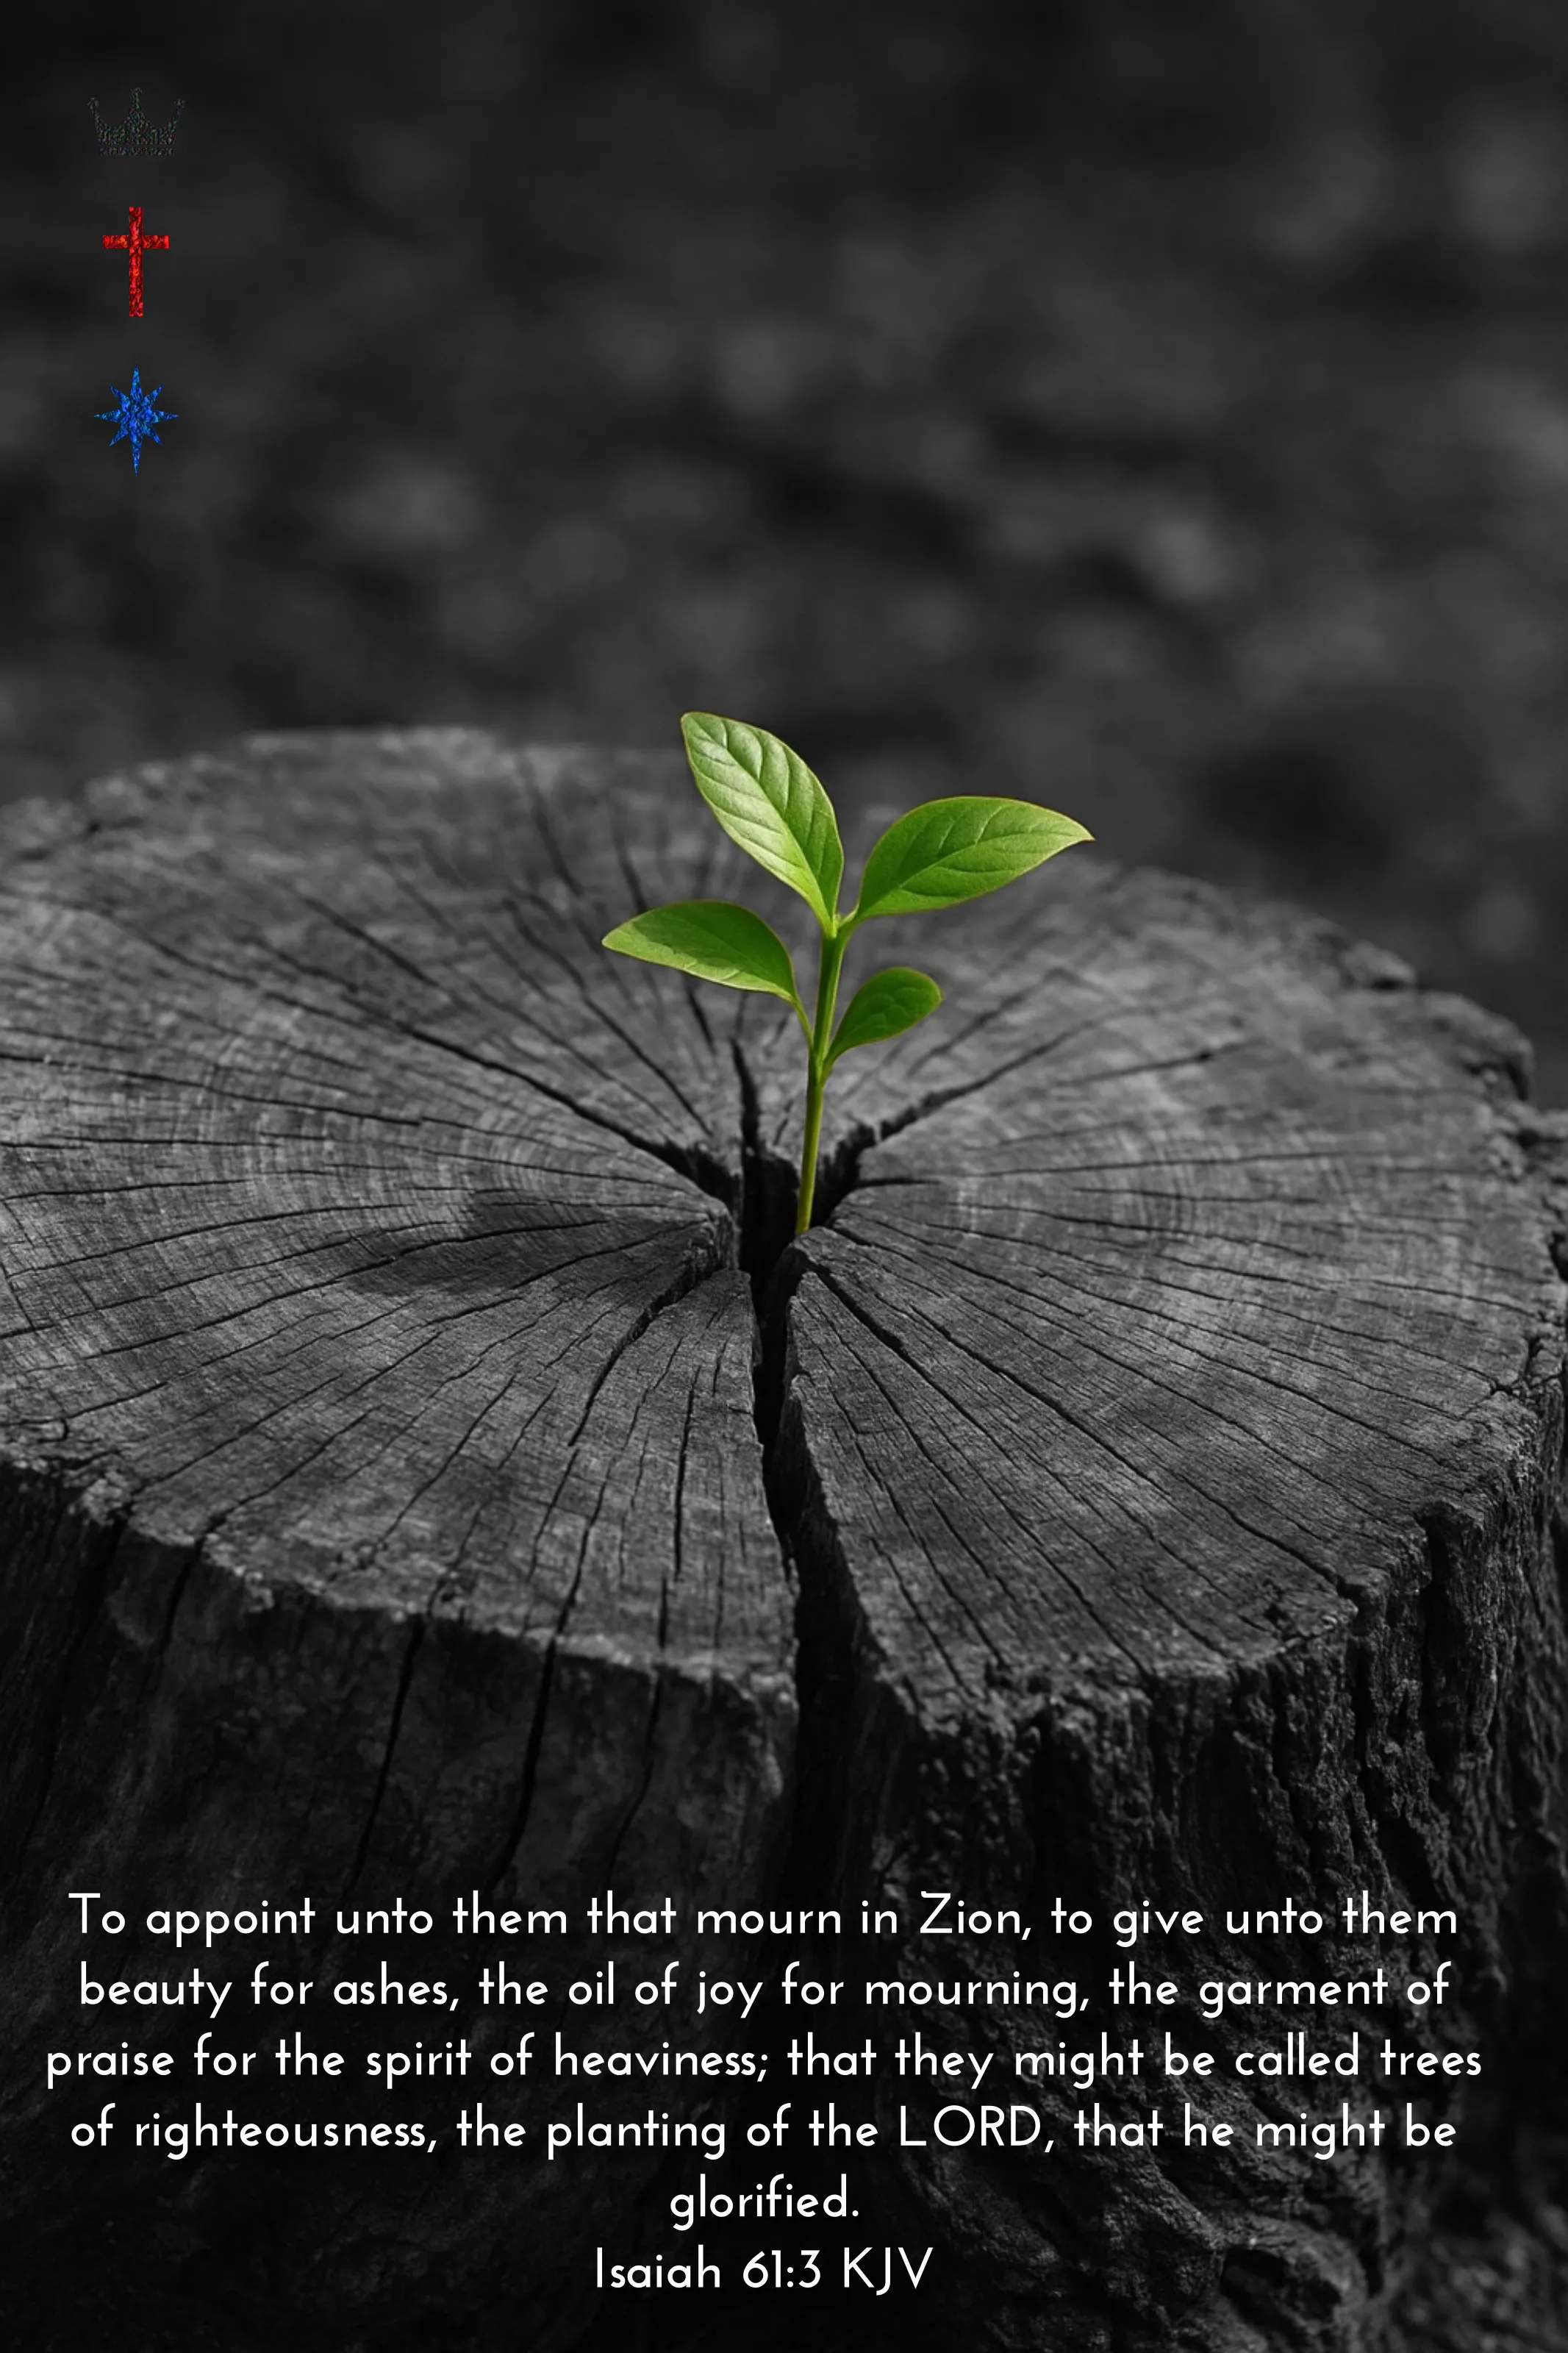 To appoint unto them that mourn in Zion, to give unto them
beauty for ashes, the oil of joy for mourning, the garment of
praise for the spirit of heaviness; that they might be called trees
of righteousness, the planting of the LORD, that he might be
glorified.
Isaiah 61:3 KJV